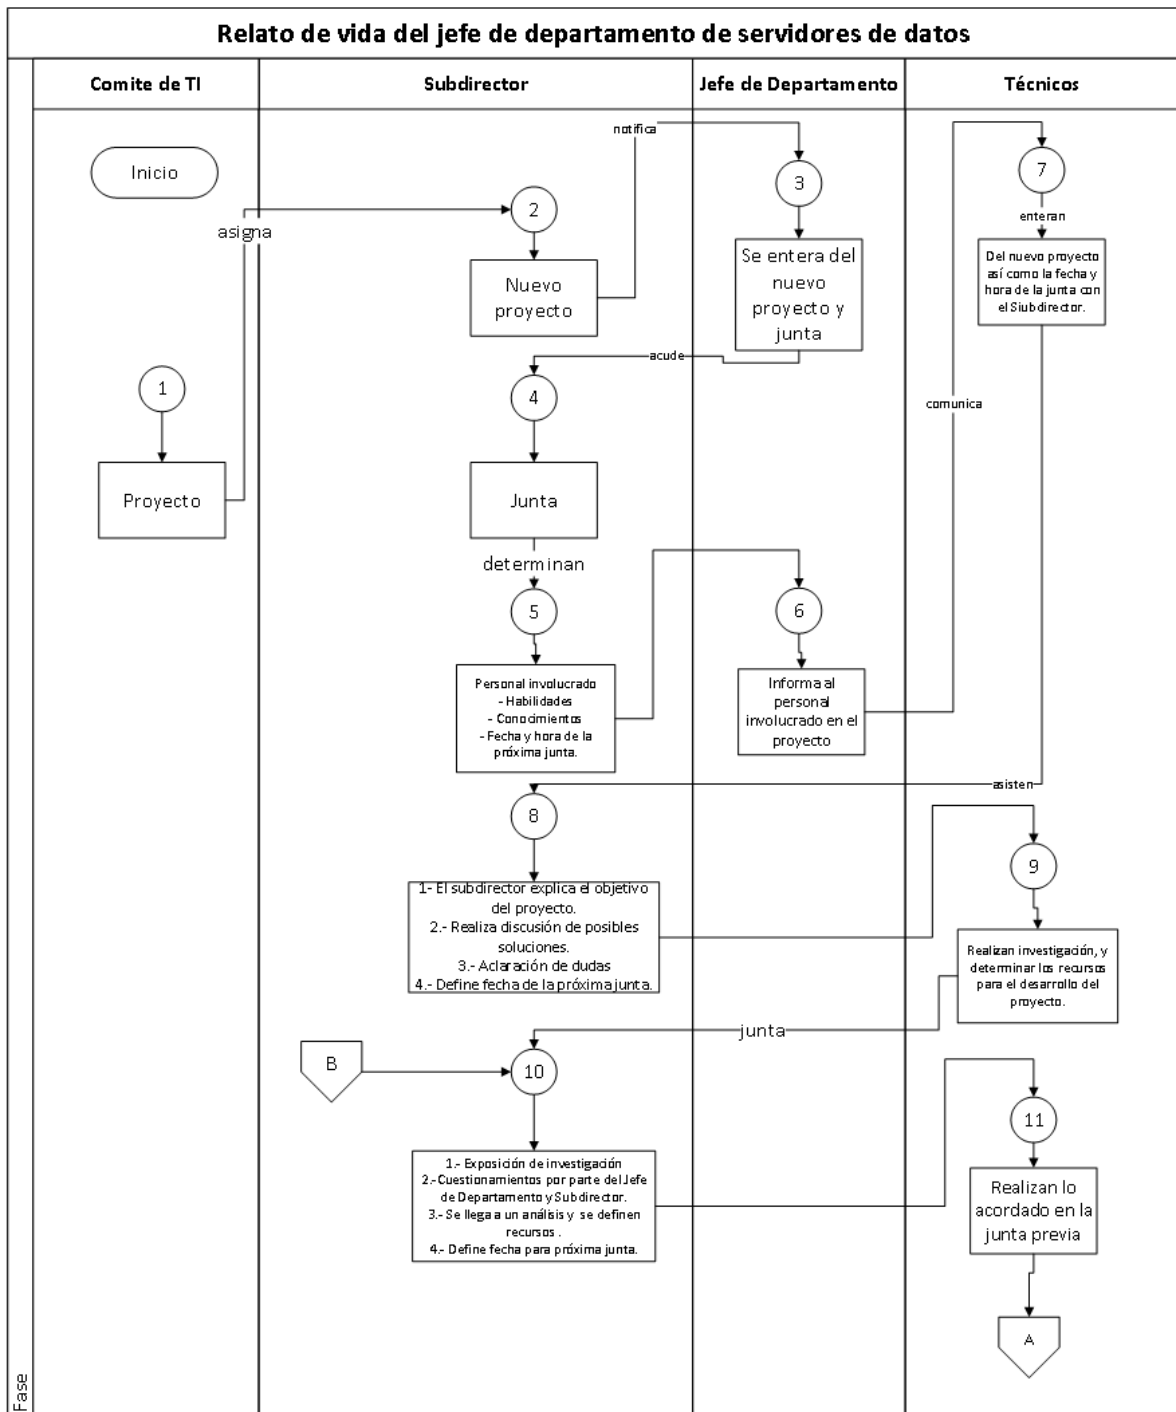 Relato de vida del jefe de departamento de servidores de datos
Comite de TI
Subdirector
Jefe de Departamento
Técnicos
Inicio
asigna
1
Proyecto
2
Nuevo
proyecto
notifica
3
Se entera del
nuevo
proyecto y
junta
acude
4
Junta
determinan
5
Personal involucrado
- Habilidades
- Conocimientos
- Fecha y hora de la
próxima junta.
6
Informa al
personal
involucrado en el
proyecto
comunica
7
enteran
Del nuevo proyecto
así como la fecha y
hora de la junta con
el Siubdirector.
asisten
8
1.- El subdirector explica el objetivo
del proyecto.
2.- Realiza discusión de posibles
soluciones.
3.- Aclaración de dudas
4.- Define fecha de la próxima junta.
9
Realizan investigación, y
determinar los recursos
para el desarrollo del
proyecto.
junta
B
10
1.- Exposición de investigación
2.-Cuestionamientos por parte del Jefe
de Departamento y Subdirector.
3.- Se llega a un análisis y se definen
recursos .
4.- Define fecha para próxima junta.
11
Realizan lo
acordado en la
junta previa
A
Fase